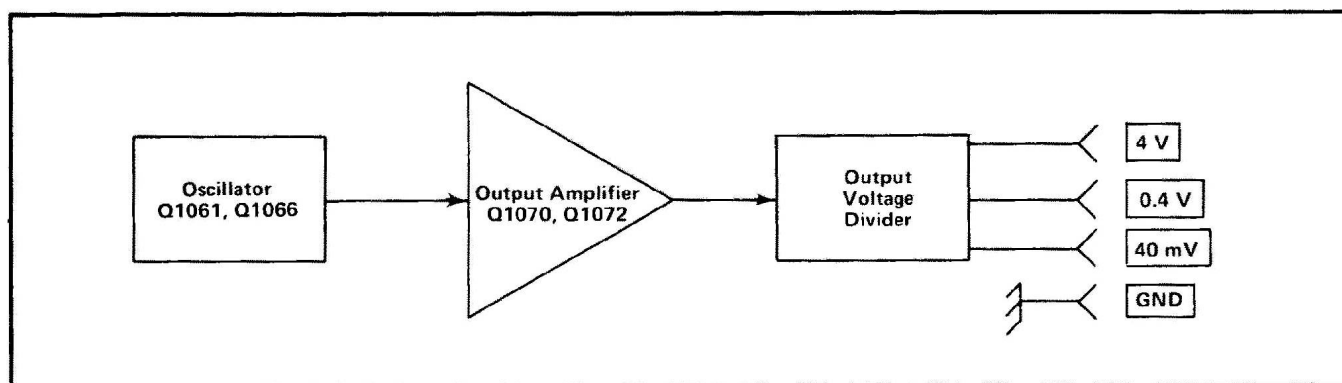 Oscillator
Q1061, Q1066
Output Amplifier
Q1070, Q1072
Output
Voltage
Divider
4 V
0.4 V
40 mV
GND